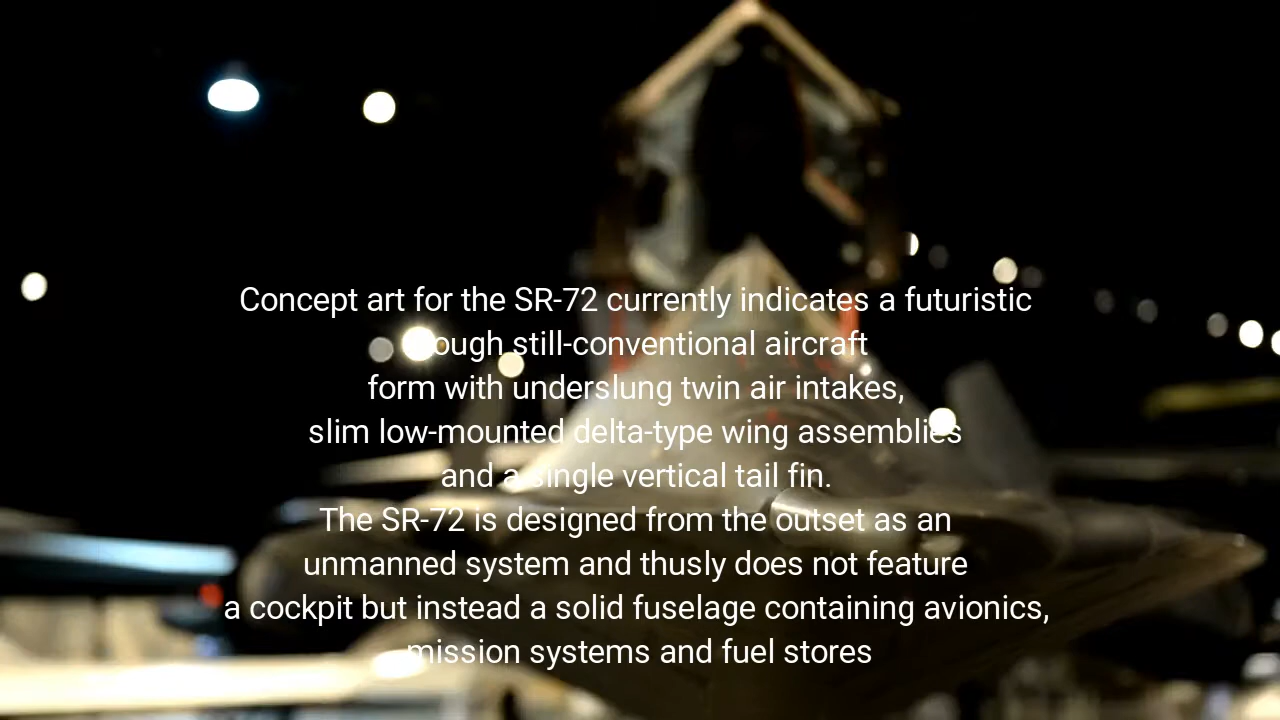 Concept art for the SR-72 currently indicates a futuristic
though still-conventional aircraft
form with underslung twin air intakes,
slim low-mounted delta-type wing assemblies
and a single vertical tail fin.
The SR-72 is designed from the outset as an
unmanned system and thusly does not feature
a cockpit but instead a solid fuselage containing avionics,
mission systems and fuel stores